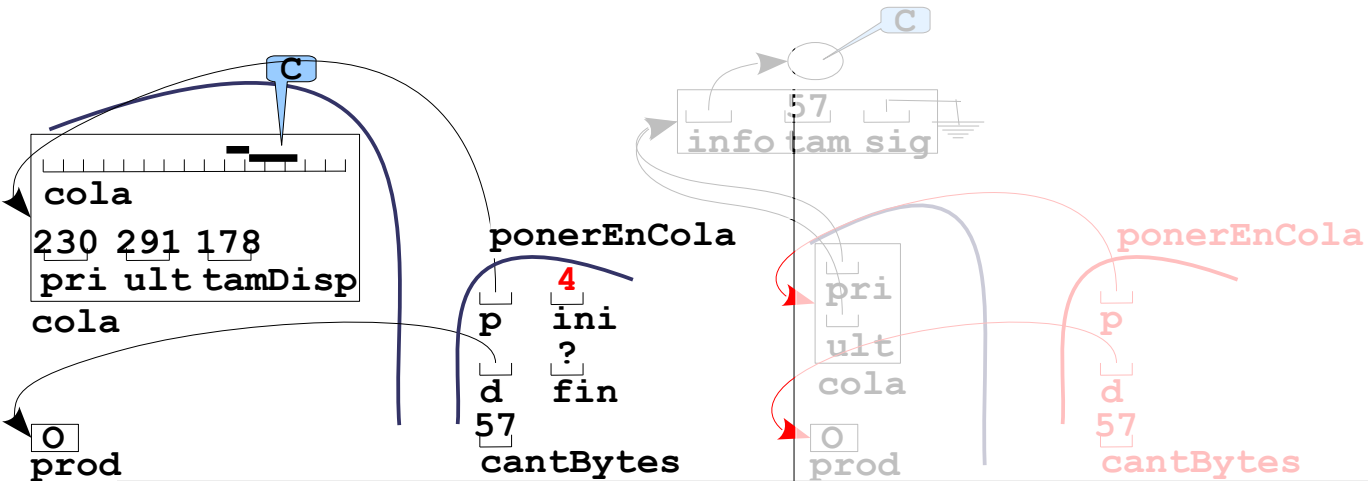 C
cola
230 291 178
pri ult tamDisp
cola
ponerEnCola
4
p ini
?
d fin
57
cantBytes
O
prod
C
57
info tam sig
pri
ult
cola
O
prod
ponerEnCola
p
d
57
cantBytes